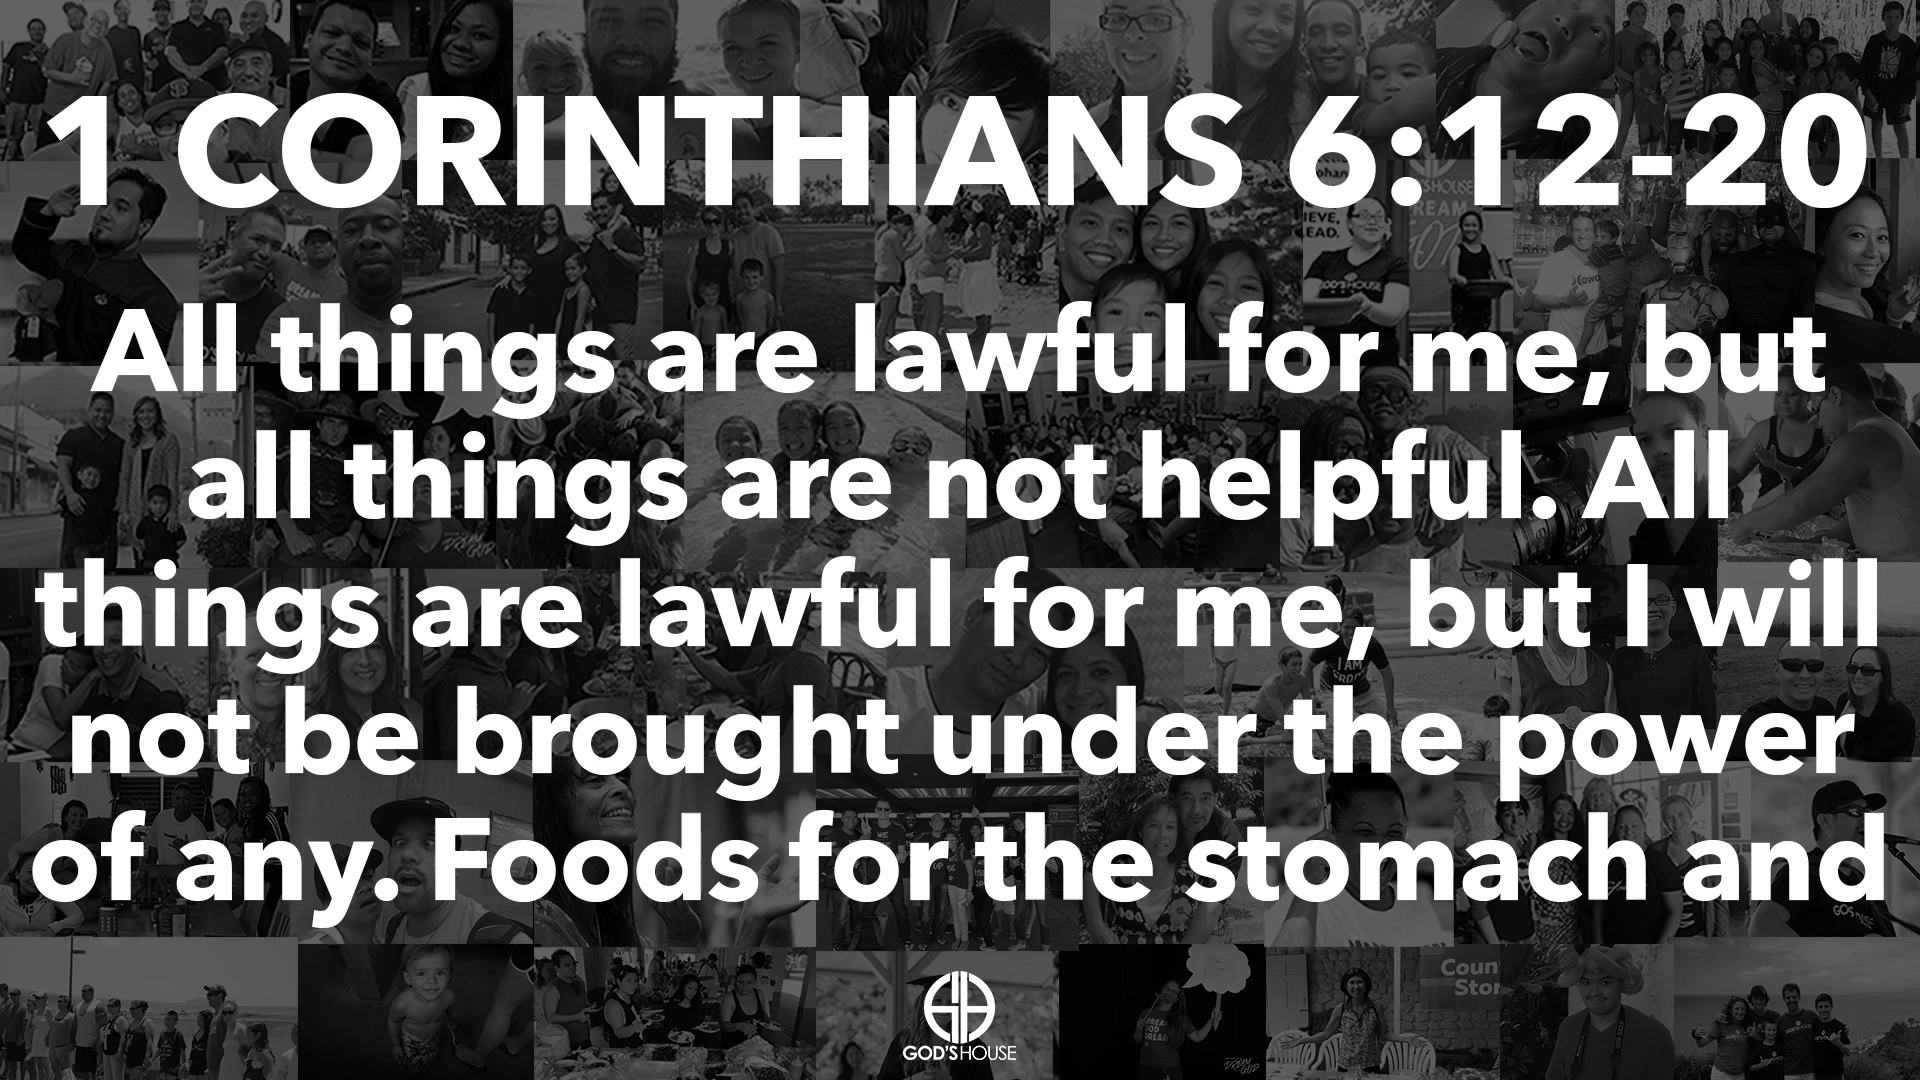 1 CORINTHIANS 6:12-20
All things are lawful for me, but
all things are not helpful. All
things are lawful for me, but I will
not be brought under the power
of any. Foods for the stomach and
GOD'S HOUSE